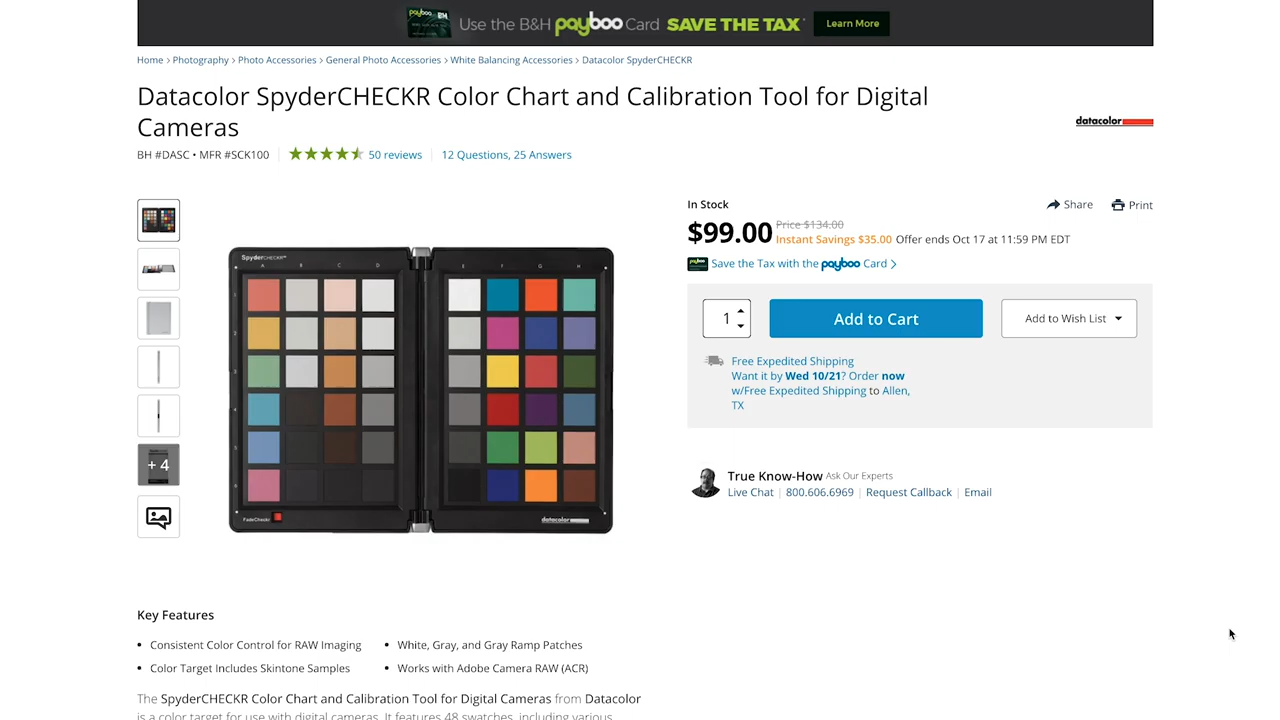 Use the B&H payboo Card SAVE THE TAX Learn More
Home > Photography > Photo Accessories > General Photo Accessories > White Balancing Accessories > Datacolor SpyderCHECKR
Datacolor SpyderCHECKR Color Chart and Calibration Tool for Digital
Cameras
datacolor
BH #DASC • MFR #SCK100
50 reviews
12 Questions, 25 Answers
SpyderCHECKR™
A B C D
E F G H
FadeCheckr
datacolor
+ 4
In Stock
Share
Print
$99.00
Price $134.00
Instant Savings $35.00 Offer ends Oct 17 at 11:59 PM EDT
Save the Tax with the payboo Card >
1
Add to Cart
Add to Wish List
Free Expedited Shipping
Want it by Wed 10/21? Order now
w/Free Expedited Shipping to Allen,
TX
True Know-How Ask Our Experts
Live Chat | 800.606.6969 | Request Callback | Email
Key Features
• Consistent Color Control for RAW Imaging
• White, Gray, and Gray Ramp Patches
• Color Target Includes Skintone Samples
• Works with Adobe Camera RAW (ACR)
The SpyderCHECKR Color Chart and Calibration Tool for Digital Cameras from Datacolor
is a color target for use with digital cameras. It features 48 swatches, including various